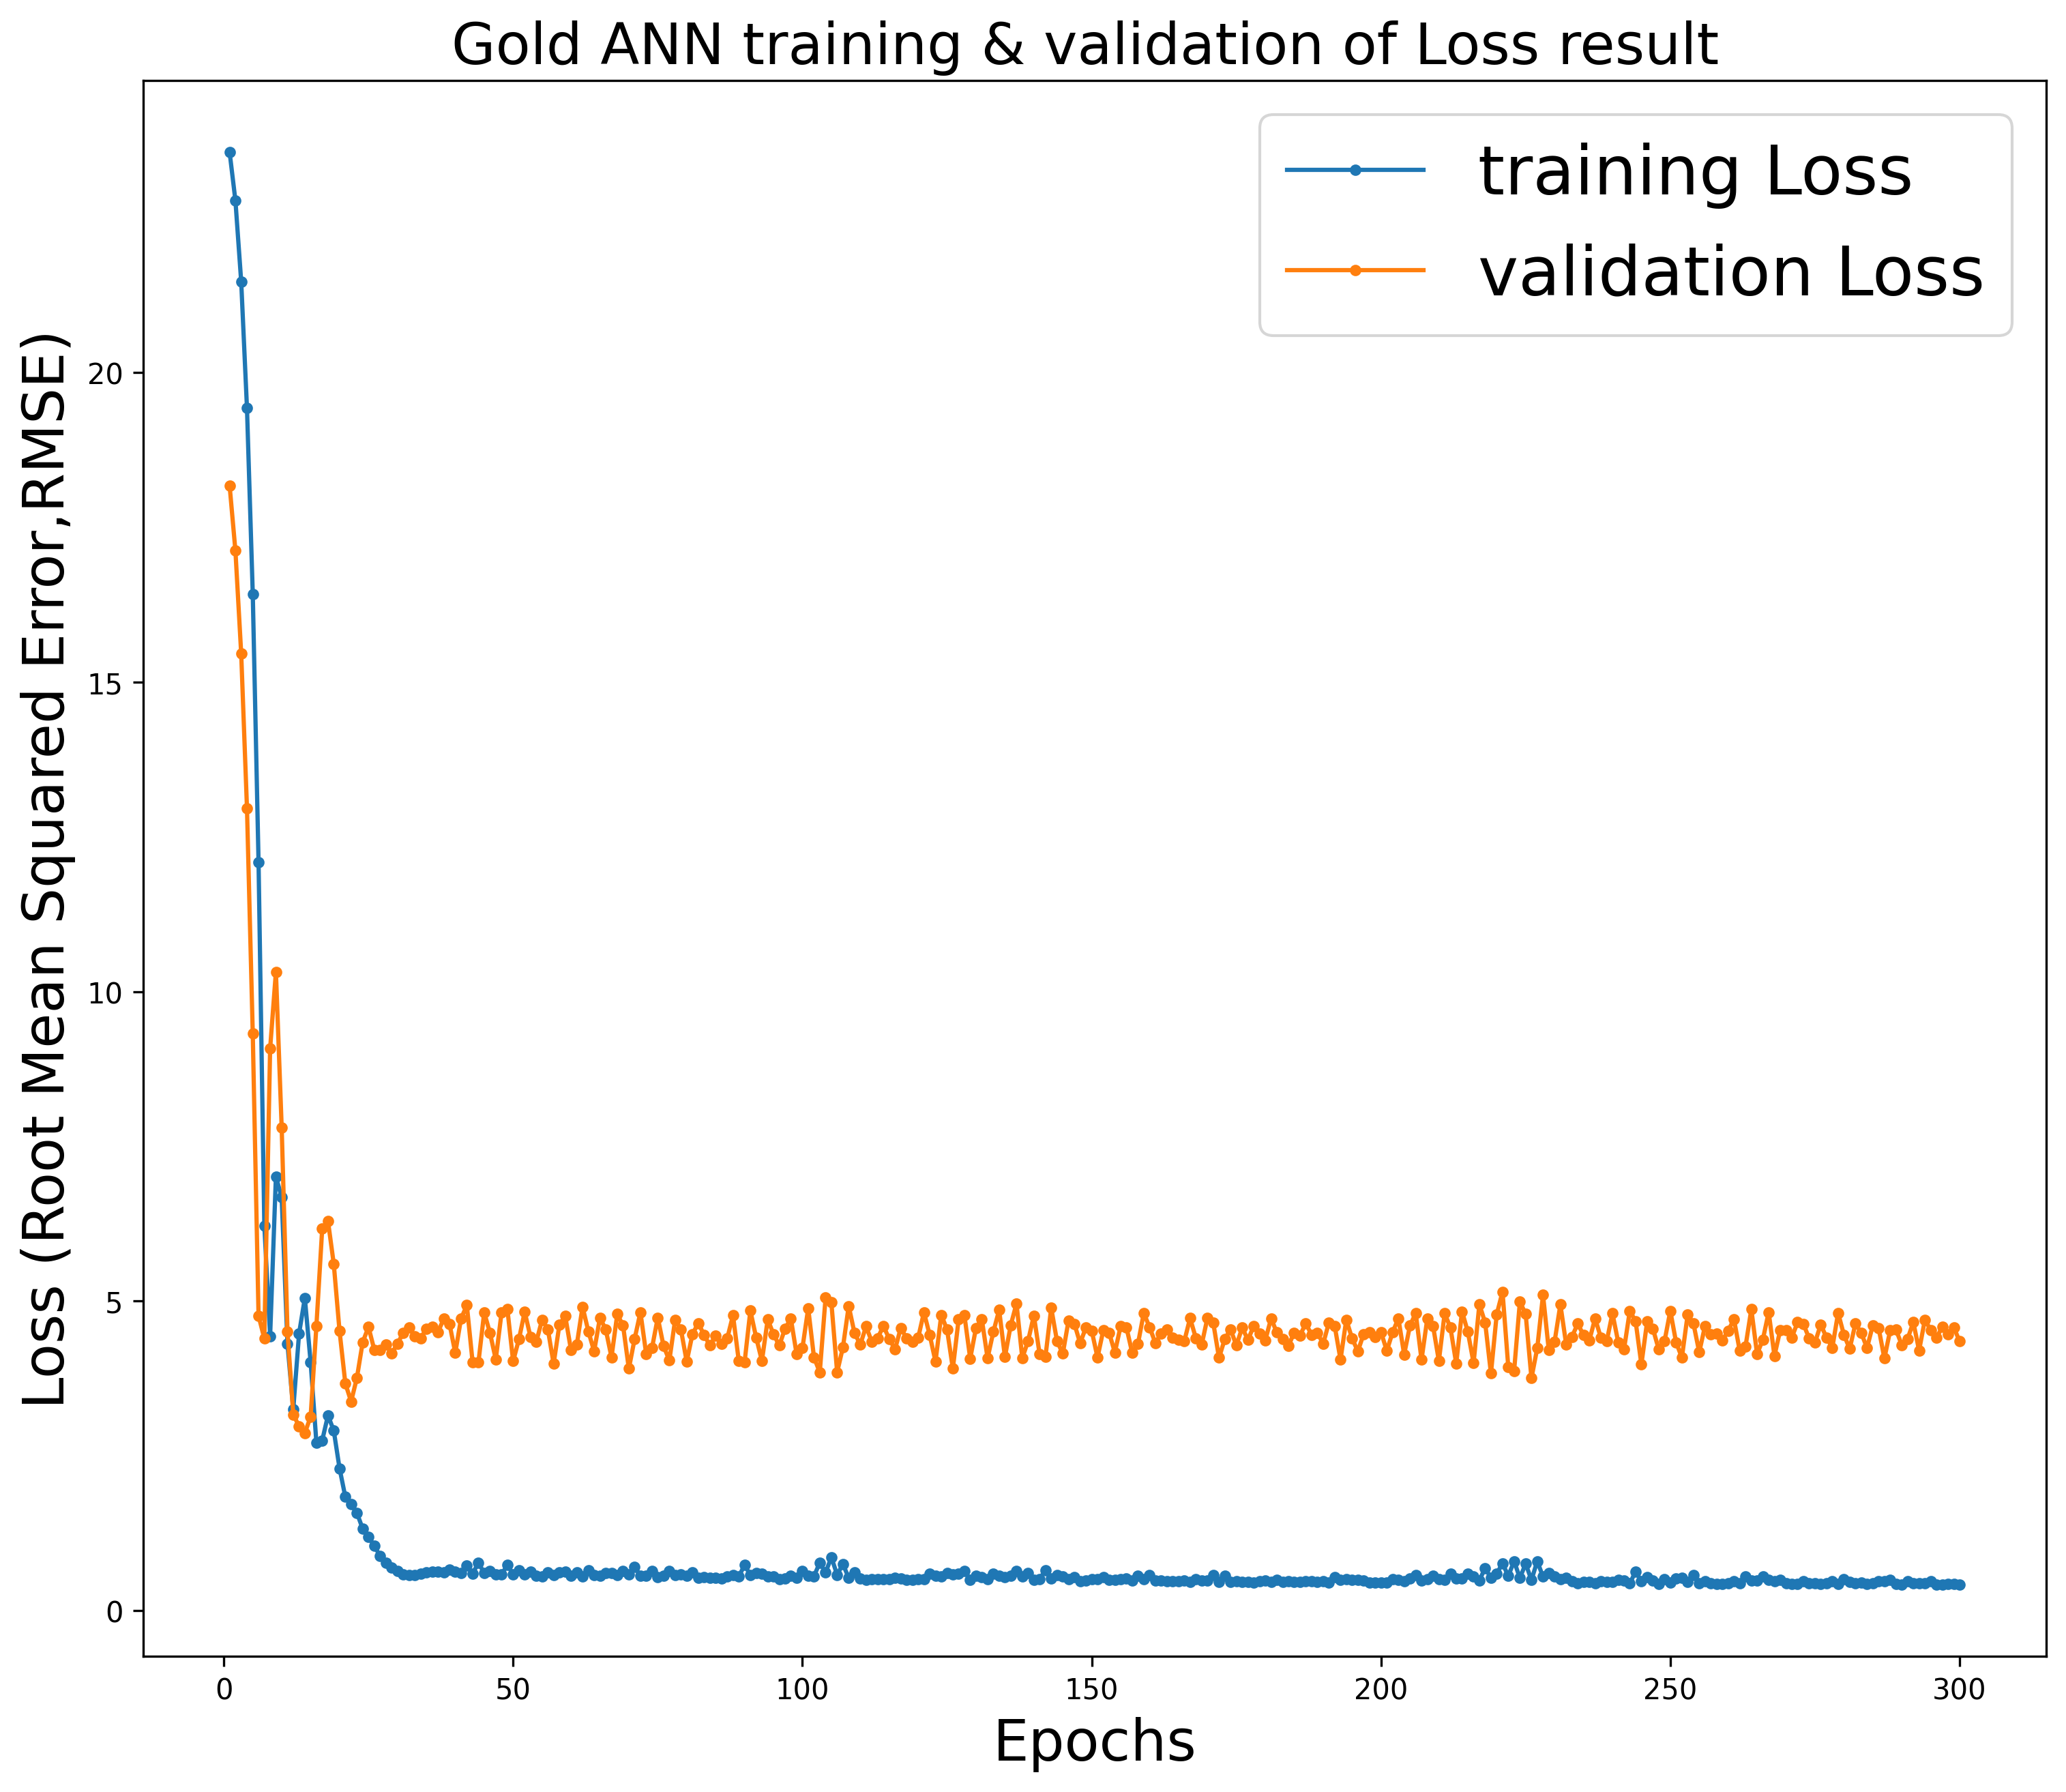 Gold ANN training & validation of Loss result
training Loss
validation Loss
Loss (Root Mean Squared Error,RMSE)
20
15
10
5
0
0 50 100 150 200 250 300
Epochs